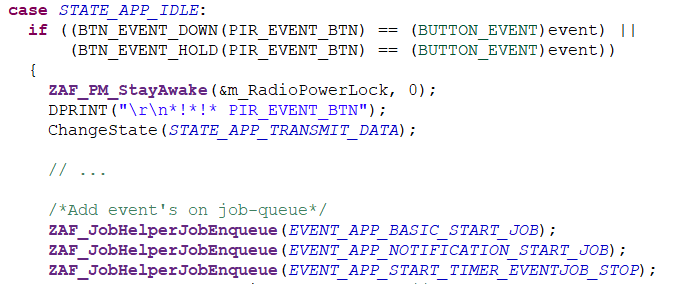 case STATE_APP_IDLE:
if ((BTN_EVENT_DOWN(PIR_EVENT_BTN) == (BUTTON_EVENT)event) ||
(BTN_EVENT_HOLD(PIR_EVENT_BTN) == (BUTTON_EVENT)event))
{
ZAF_PM_StayAwake(&m_RadioPowerLock, 0);
DPRINT("\r\n*!*!* PIR_EVENT_BTN");
ChangeState(STATE_APP_TRANSMIT_DATA);
// ...
/*Add event's on job-queue*/
ZAF_JobHelperJobEnqueue(EVENT_APP_BASIC_START_JOB);
ZAF_JobHelperJobEnqueue(EVENT_APP_NOTIFICATION_START_JOB);
ZAF_JobHelperJobEnqueue(EVENT_APP_START_TIMER_EVENTJOB_STOP);